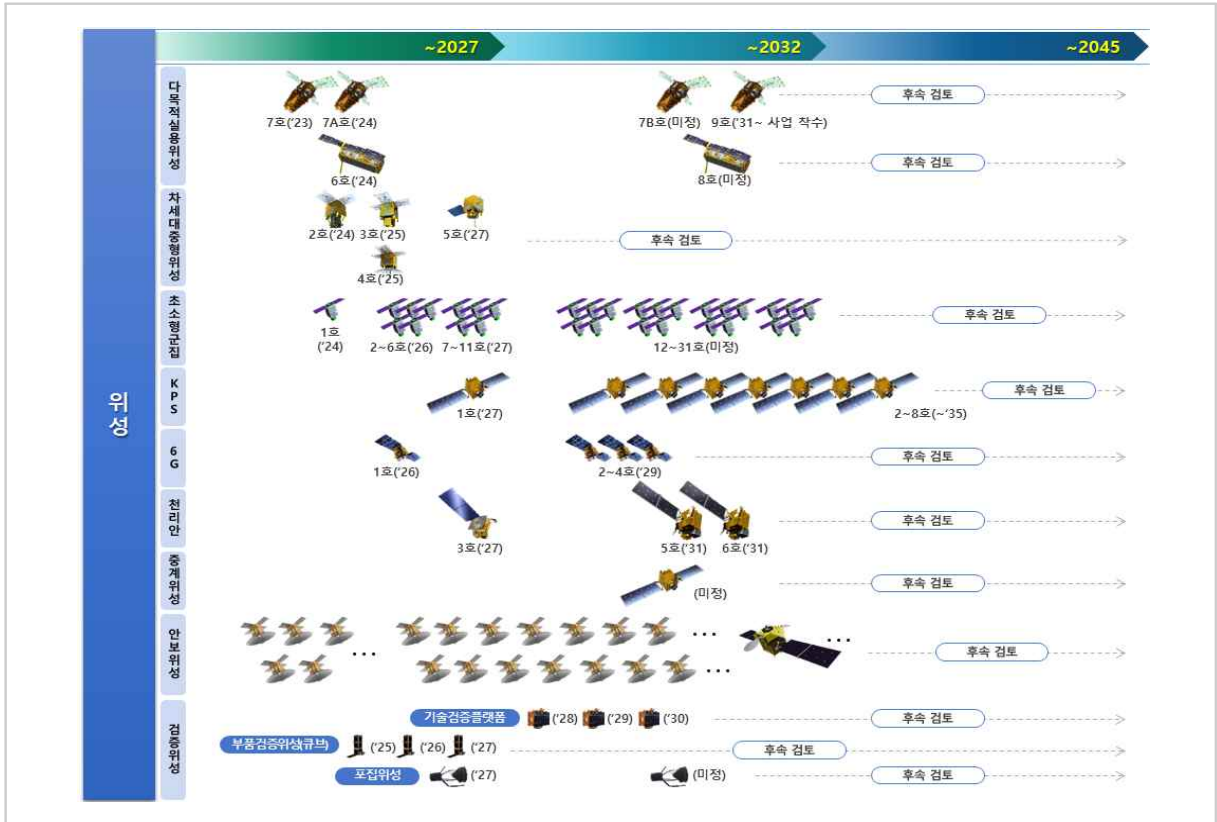 위성
~2027
~2032
~2045
다목적실용위성
7호('23) 7A호('24)
7B호(미정) 9호('31~ 사업 착수)
후속 검토
6호('24)
8호(미정)
후속 검토
차세대중형위성
2호('24) 3호('25)
5호('27)
후속 검토
4호('25)
초소형군집
1호
('24)
2~6호('26) 7~11호('27)
12~31호(미정)
후속 검토
KPS
1호('27)
2~8호(~'35)
후속 검토
6G
1호('26)
2~4호('29)
후속 검토
천리안
3호('27)
5호('31) 6호('31)
후속 검토
중계위성
(미정)
후속 검토
안보위성
...
...
...
...
후속 검토
검증위성
기술검증플랫폼 ('28) ('29) ('30)
후속 검토
부품검증위성(큐브) ('25) ('26) ('27)
후속 검토
포집위성 ('27)
(미정)
후속 검토